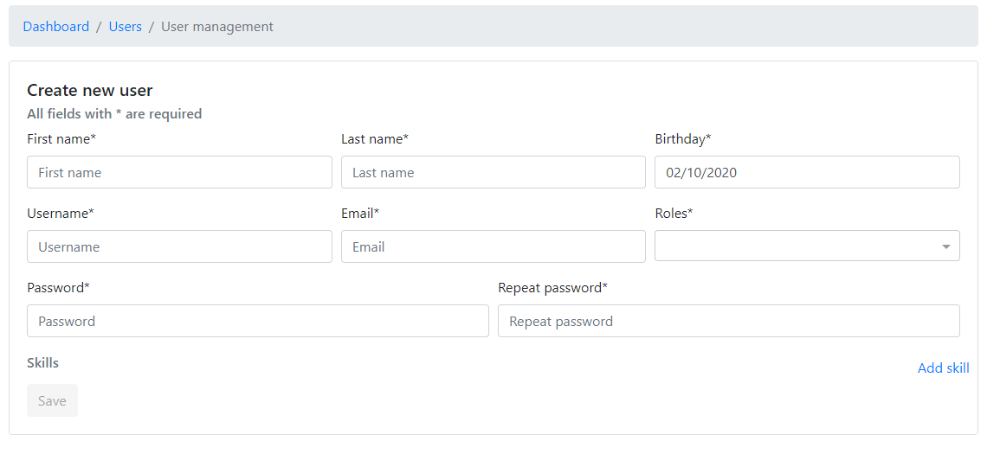 Dashboard / Users / User management
Create new user
All fields with * are required
First name* Last name* Birthday*
First name Last name 02/10/2020
Username* Email* Roles*
Username Email
Password* Repeat password*
Password Repeat password
Skills Add skill
Save